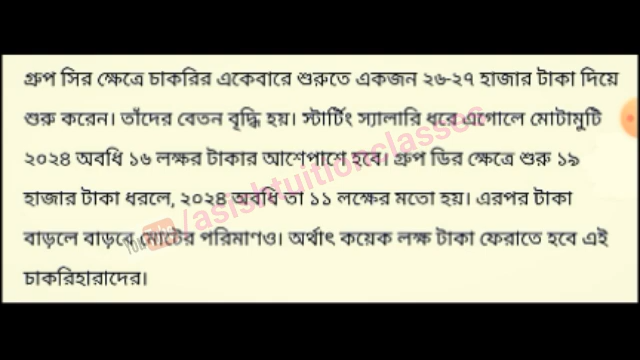 গ্রুপ সির ক্ষেত্রে চাকরির একেবারে শুরুতে একজন ২৬-২৭ হাজার টাকা দিয়ে
শুরু করেন। তাঁদের বেতন বৃদ্ধি হয়। স্টার্টিং স্যালারি ধরে এগোলে মোটামুটি
২০২৪ অবধি ১৬ লক্ষর টাকার আশেপাশে হবে। গ্রুপ ডির ক্ষেত্রে শুরু ১৯
হাজার টাকা ধরলে, ২০২৪ অবধি তা ১১ লক্ষের মতো হয়। এরপর টাকা
বাড়লে বাড়বে মোটের পরিমাণও। অর্থাৎ কয়েক লক্ষ টাকা ফেরাতে হবে এই
চাকরিহারাদের।
/asishtuitionclasses